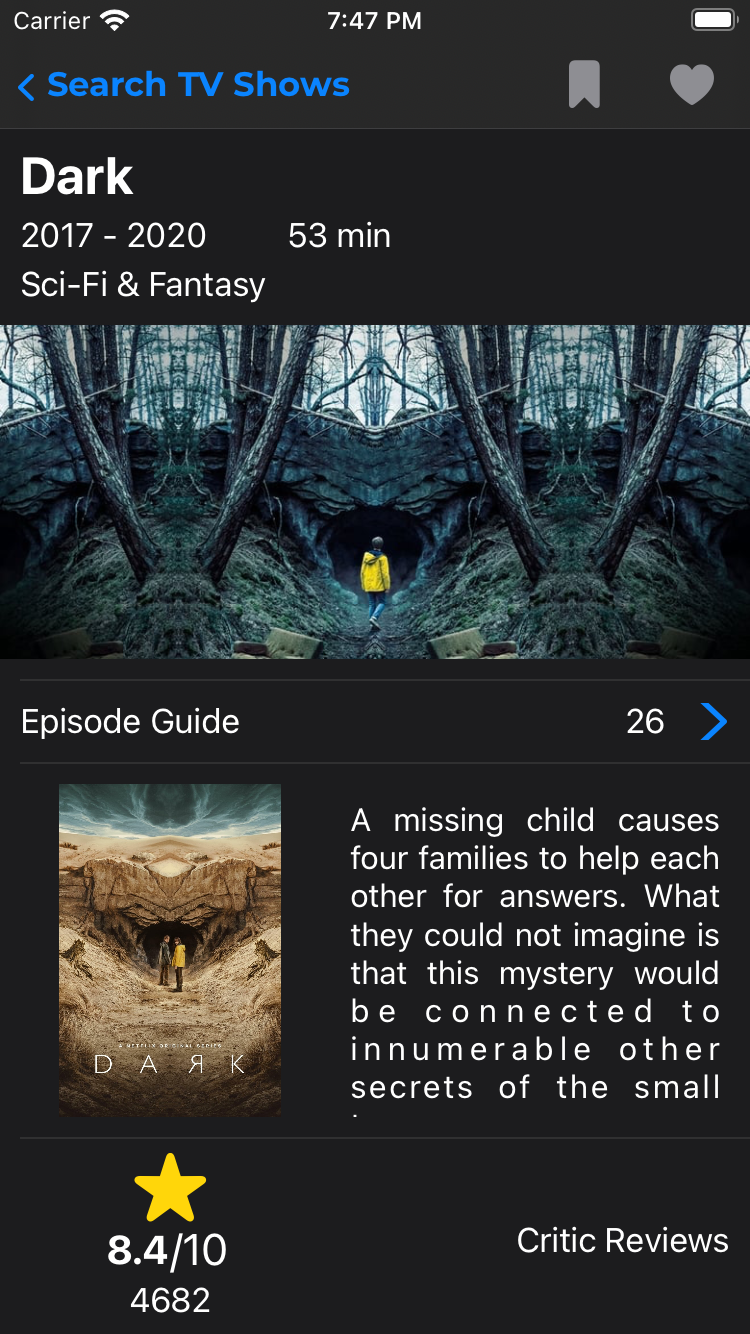 Carrier
7:47 PM
Search TV Shows
Dark
2017 - 2020 53 min
Sci-Fi & Fantasy
Episode Guide 26
A NETFLIX ORIGINAL SERIES
DARK
A missing child causes
four families to help each
other for answers. What
they could not imagine is
that this mystery would
be connected to
innumerable other
secrets of the small
8.4/10
4682
Critic Reviews